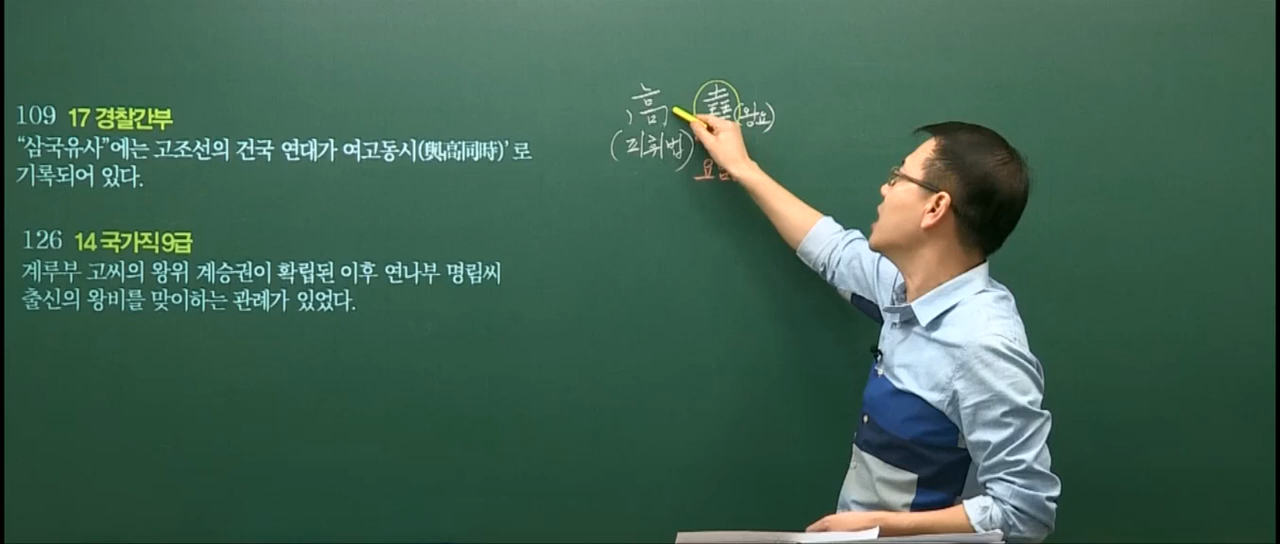 109 17 경찰간부
“삼국유사”에는 고조선의 건국 연대가 여고동시(與高同時)’로
기록되어 있다.
126 14 국가직 9급
계루부 고씨의 왕위 계승권이 확립된 이후 연나부 명림씨
출신의 왕비를 맞이하는 관례가 있었다.
高 (왕요)
(피휘법)
요